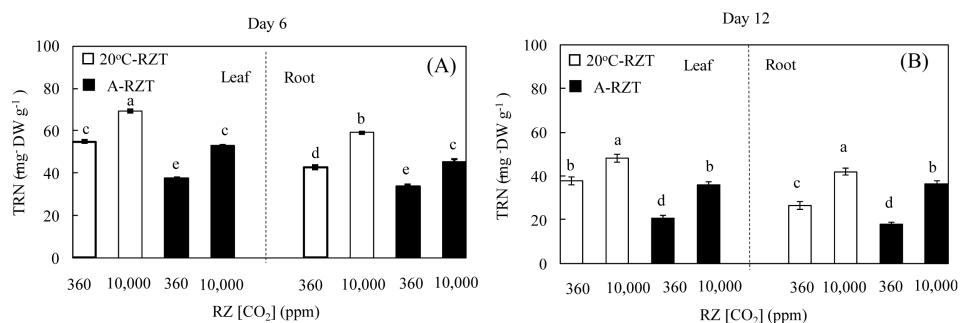 Day 6
100
80
60
40
20
0
TRN (mg·DW g⁻¹)
20°C-RZT
A-RZT
Leaf
Root
(A)
c
a
e
c
d
b
e
c
360
10,000
360
10,000
360
10,000
360
10,000
RZ [CO₂] (ppm)
Day 12
100
80
60
40
20
0
TRN (mg·DW g⁻¹)
20°C-RZT
A-RZT
Leaf
Root
(B)
b
a
d
b
c
a
d
b
360
10,000
360
10,000
360
10,000
360
10,000
RZ [CO₂] (ppm)